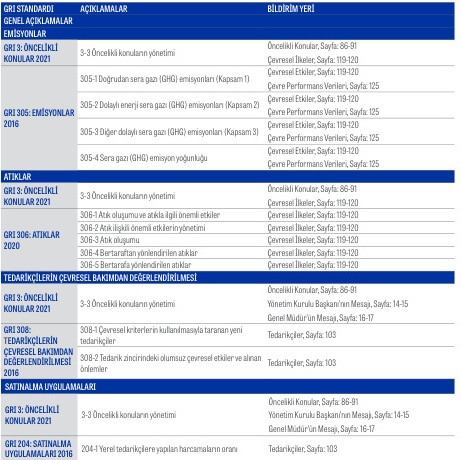 GRI STANDARDI AÇIKLAMALAR BİLDİRİM YERİ
GENEL AÇIKLAMALAR
EMİSYONLAR
GRI 3: ÖNCELİKLİ
KONULAR 2021
3-3 Öncelikli konuların yönetimi
Öncelikli Konular, Sayfa: 86-91
Çevresel İlkeler, Sayfa: 119-120
GRI 305: EMİSYONLAR
2016
305-1 Doğrudan sera gazı (GHG) emisyonları (Kapsam 1)
Çevresel Etkiler, Sayfa: 119-120
Çevre Performans Verileri, Sayfa: 125
305-2 Dolaylı enerji sera gazı (GHG) emisyonları (Kapsam 2)
Çevresel Etkiler, Sayfa: 119-120
Çevre Performans Verileri, Sayfa: 125
305-3 Diğer dolaylı sera gazı (GHG) emisyonları (Kapsam 3)
Çevresel Etkiler, Sayfa: 119-120
Çevre Performans Verileri, Sayfa: 125
305-4 Sera gazı (GHG) emisyon yoğunluğu
Çevresel Etkiler, Sayfa: 119-120
Çevre Performans Verileri, Sayfa: 125
ATIKLAR
GRI 3: ÖNCELİKLİ
KONULAR 2021
3-3 Öncelikli konuların yönetimi
Öncelikli Konular, Sayfa: 86-91
Çevresel İlkeler, Sayfa: 119-120
GRI 306: ATIKLAR
2020
306-1 Atık oluşumu ve atıkla ilgili önemli etkiler Çevresel İlkeler, Sayfa: 119-120
306-2 Atık ilişkili önemli etkilerin yönetimi Çevresel İlkeler, Sayfa: 119-120
306-3 Atık oluşumu Çevresel İlkeler, Sayfa: 119-120
306-4 Bertaraftan yönlendirilen atıklar Çevresel İlkeler, Sayfa: 119-120
306-5 Bertarafa yönlendirilen atıklar Çevresel İlkeler, Sayfa: 119-120
TEDARİKÇİLERİN ÇEVRESEL BAKIMDAN DEĞERLENDİRİLMESİ
GRI 3: ÖNCELİKLİ
KONULAR 2021
3-3 Öncelikli konuların yönetimi
Öncelikli Konular, Sayfa: 86-91
Yönetim Kurulu Başkanı'nın Mesajı, Sayfa: 14-15
Genel Müdür'ün Mesajı, Sayfa: 16-17
GRI 308:
TEDARİKÇİLERİN
ÇEVRESEL BAKIMDAN
DEĞERLENDİRİLMESİ
2016
308-1 Çevresel kriterlerin kullanılmasıyla taranan yeni
tedarikçiler
Tedarikçiler, Sayfa: 103
308-2 Tedarik zincirindeki olumsuz çevresel etkiler ve alınan
önlemler
Tedarikçiler, Sayfa: 103
SATINALMA UYGULAMALARI
GRI 3: ÖNCELİKLİ
KONULAR 2021
3-3 Öncelikli konuların yönetimi
Öncelikli Konular, Sayfa: 86-91
Yönetim Kurulu Başkanı'nın Mesajı, Sayfa: 14-15
Genel Müdür'ün Mesajı, Sayfa: 16-17
GRI 204: SATINALMA
UYGULAMALARI 2016
204-1 Yerel tedarikçilere yapılan harcamaların oranı
Tedarikçiler, Sayfa: 103